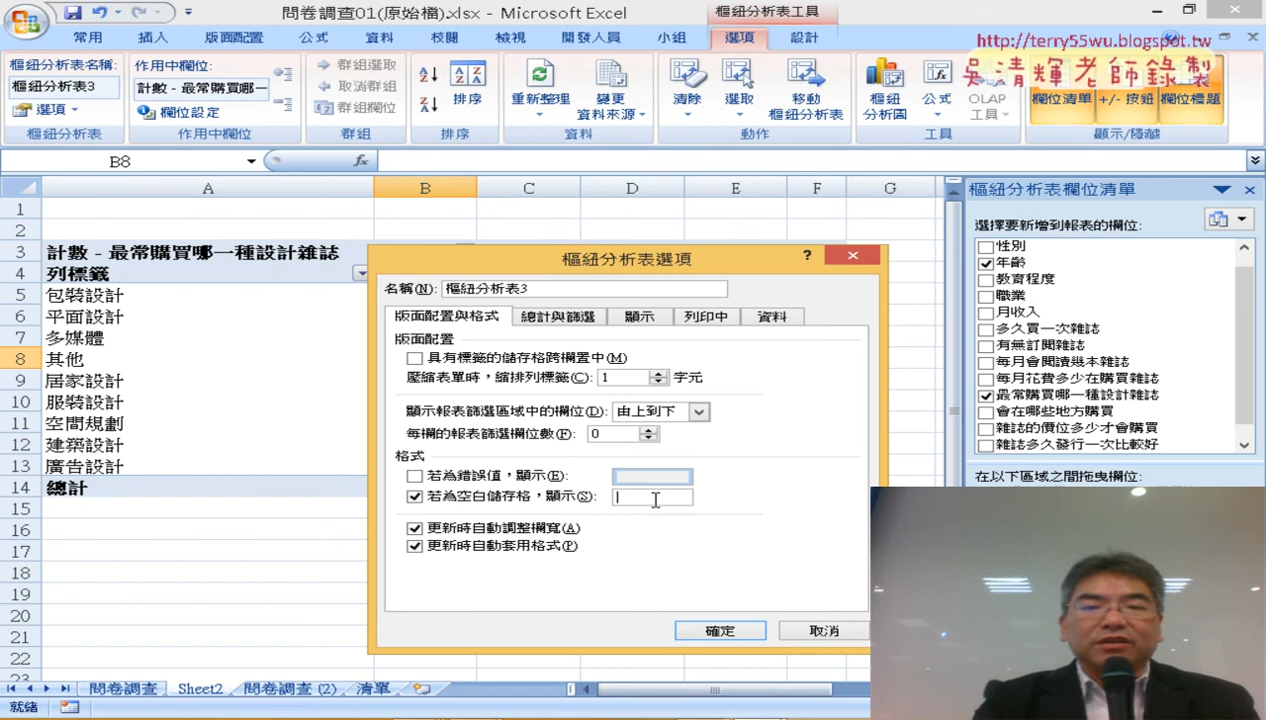 問卷調查01(原始檔).xlsx - Microsoft Excel
樞紐分析表工具
常用 插入 版面配置 公式 資料 校閱 檢視 開發人員 小組 選項 設計
http://terry55wu.blogspot.tw
吳清輝老師錄製
樞紐分析表名稱:
樞紐分析表3
選項
樞紐分析表
作用中欄位:
計數 - 最常購買哪一
欄位設定
作用中欄位
群組選取
取消群組
群組欄位
群組
排序
排序
重新整理
變更
資料來源
資料
清除
選取
移動
樞紐分析表
動作
樞紐
分析圖
公式
OLAP
工具
工具
欄位清單
+/- 按鈕
欄位標題
顯示/隱藏
B8
fx
A B C D E F G
1
2
3 計數 - 最常購買哪一種設計雜誌
4 列標籤
5 包裝設計
6 平面設計
7 多媒體
8 其他
9 居家設計
10 服裝設計
11 空間規劃
12 建築設計
13 廣告設計
14 總計
15
16
17
18
19
20
21
22
23
樞紐分析表選項
?
名稱(N): 樞紐分析表3
版面配置與格式 總計與篩選 顯示 列印中 資料
版面配置
具有標籤的儲存格跨欄置中(M)
壓縮表單時，縮排列標籤(C): 1 字元
顯示報表篩選區域中的欄位(D): 由上到下
每欄的報表篩選欄位數(F): 0
格式
若為錯誤值，顯示(E):
若為空白儲存格，顯示(S):
更新時自動調整欄寬(A)
更新時自動套用格式(P)
確定 取消
樞紐分析表欄位清單
選擇要新增到報表的欄位:
性別
年齡
教育程度
職業
月收入
多久買一次雜誌
有無訂閱雜誌
每月會閱讀幾本雜誌
每月花費多少在購買雜誌
最常購買哪一種設計雜誌
會在哪些地方購買
雜誌的價位多少才會購買
雜誌多久發行一次比較好
在以下區域之間拖曳欄位:
問卷調查 Sheet2 問卷調查 (2) 清單
就緒